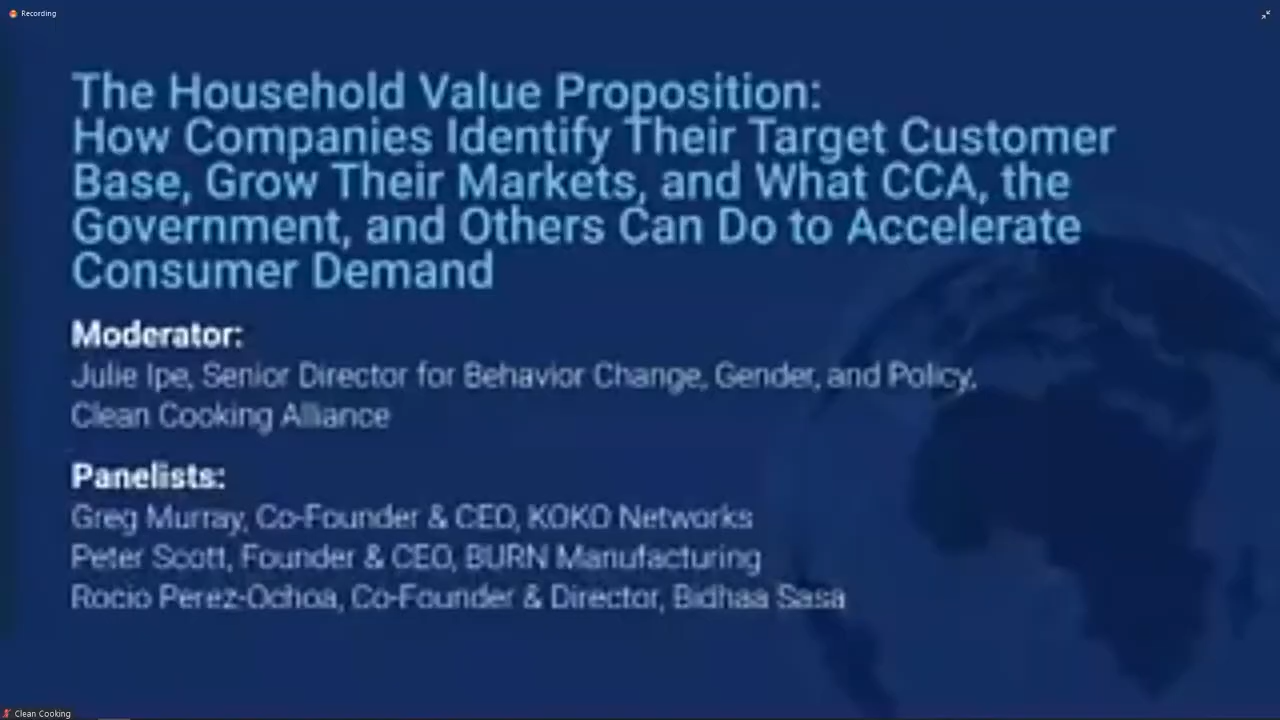 Recording
The Household Value Proposition:
How Companies Identify Their Target Customer
Base, Grow Their Markets, and What CCA, the
Government, and Others Can Do to Accelerate
Consumer Demand
Moderator:
Julie Ipe, Senior Director for Behavior Change, Gender, and Policy,
Clean Cooking Alliance
Panelists:
Greg Murray, Co-Founder & CEO, KOKO Networks
Peter Scott, Founder & CEO, BURN Manufacturing
Rocio Perez-Ochoa, Co-Founder & Director, Bidhaa Sasa
Clean Cooking